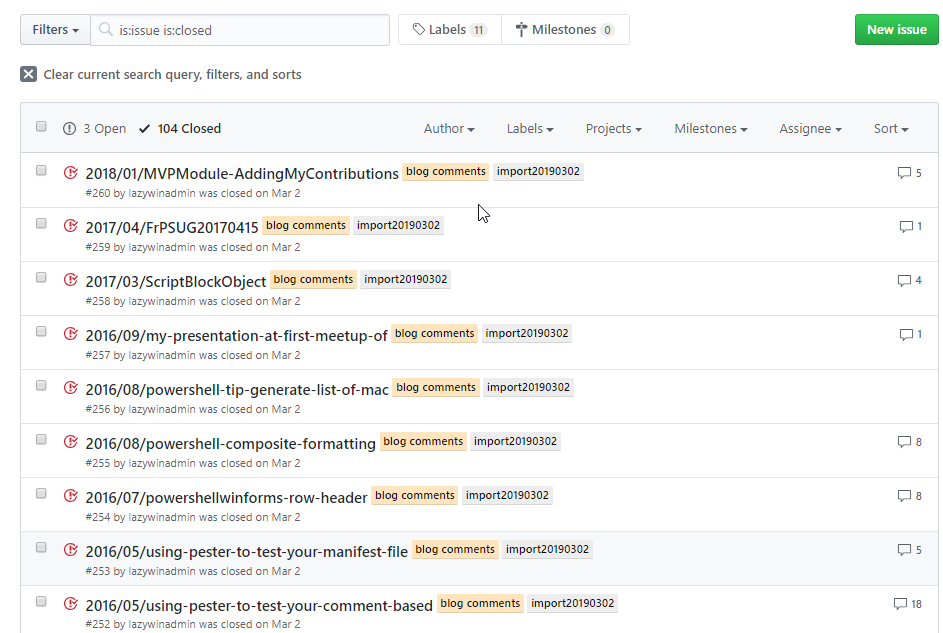 Filters is:issue is:closed Labels 11 Milestones 0 New issue
Clear current search query, filters, and sorts
3 Open 104 Closed Author Labels Projects Milestones Assignee Sort
2018/01/MVPModule-AddingMyContributions blog comments import20190302 5
#260 by lazywinadmin was closed on Mar 2
2017/04/FrPSUG20170415 blog comments import20190302 1
#259 by lazywinadmin was closed on Mar 2
2017/03/ScriptBlockObject blog comments import20190302 4
#258 by lazywinadmin was closed on Mar 2
2016/09/my-presentation-at-first-meetup-of blog comments import20190302 1
#257 by lazywinadmin was closed on Mar 2
2016/08/powershell-tip-generate-list-of-mac blog comments import20190302
#256 by lazywinadmin was closed on Mar 2
2016/08/powershell-composite-formatting blog comments import20190302 8
#255 by lazywinadmin was closed on Mar 2
2016/07/powershellwinforms-row-header blog comments import20190302 8
#254 by lazywinadmin was closed on Mar 2
2016/05/using-pester-to-test-your-manifest-file blog comments import20190302 5
#253 by lazywinadmin was closed on Mar 2
2016/05/using-pester-to-test-your-comment-based blog comments import20190302 18
#252 by lazywinadmin was closed on Mar 2